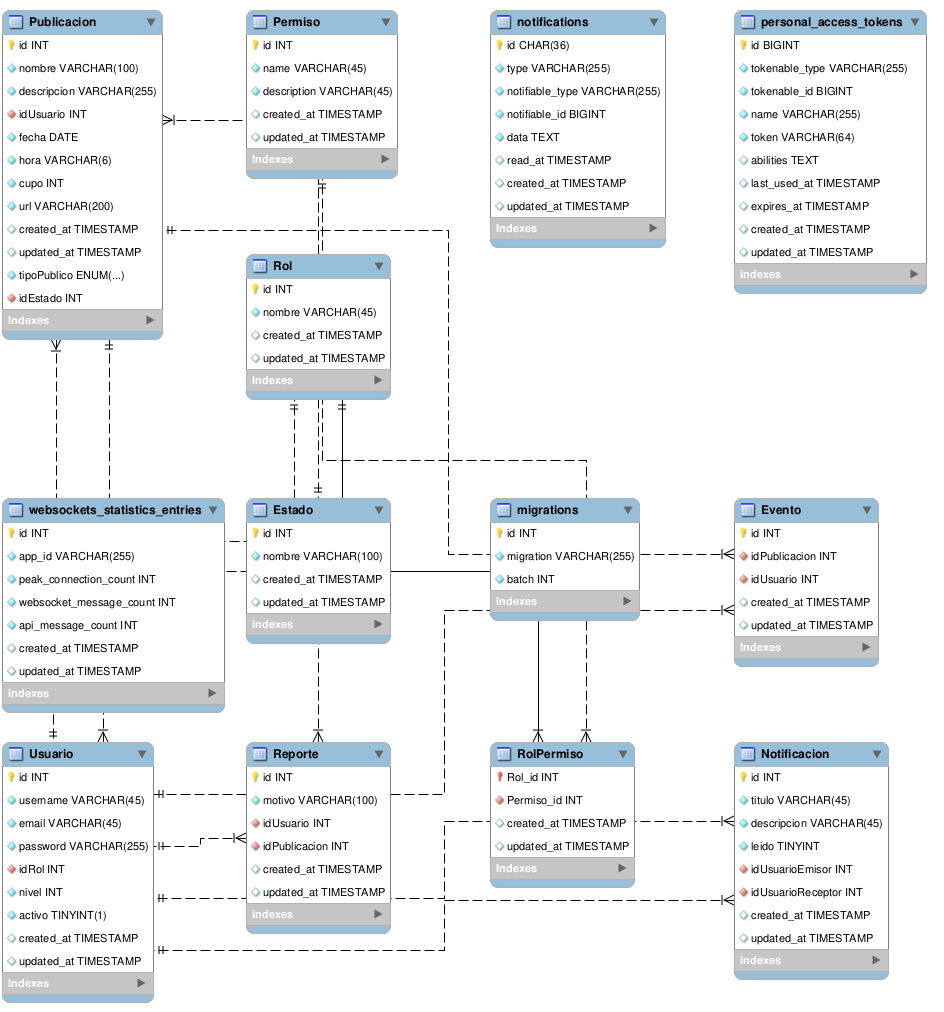 Publicacion
id INT
nombre VARCHAR(100)
descripcion VARCHAR(255)
idUsuario INT
fecha DATE
hora VARCHAR(6)
cupo INT
url VARCHAR(200)
created_at TIMESTAMP
updated_at TIMESTAMP
tipoPublico ENUM(...)
idEstado INT
Indexes
Permiso
id INT
name VARCHAR(45)
description VARCHAR(45)
created_at TIMESTAMP
updated_at TIMESTAMP
Indexes
notifications
id CHAR(36)
type VARCHAR(255)
notifiable_type VARCHAR(255)
notifiable_id BIGINT
data TEXT
read_at TIMESTAMP
created_at TIMESTAMP
updated_at TIMESTAMP
Indexes
personal_access_tokens
id BIGINT
tokenable_type VARCHAR(255)
tokenable_id BIGINT
name VARCHAR(255)
token VARCHAR(64)
abilities TEXT
last_used_at TIMESTAMP
expires_at TIMESTAMP
created_at TIMESTAMP
updated_at TIMESTAMP
Indexes
Rol
id INT
nombre VARCHAR(45)
created_at TIMESTAMP
updated_at TIMESTAMP
Indexes
websockets_statistics_entries
id INT
app_id VARCHAR(255)
peak_connection_count INT
websocket_message_count INT
api_message_count INT
created_at TIMESTAMP
updated_at TIMESTAMP
Indexes
Estado
id INT
nombre VARCHAR(100)
created_at TIMESTAMP
updated_at TIMESTAMP
Indexes
migrations
id INT
migration VARCHAR(255)
batch INT
Indexes
Evento
id INT
idPublicacion INT
idUsuario INT
created_at TIMESTAMP
updated_at TIMESTAMP
Indexes
Usuario
id INT
username VARCHAR(45)
email VARCHAR(45)
password VARCHAR(255)
idRol INT
nivel INT
activo TINYINT(1)
created_at TIMESTAMP
updated_at TIMESTAMP
Indexes
Reporte
id INT
motivo VARCHAR(100)
idUsuario INT
idPublicacion INT
created_at TIMESTAMP
updated_at TIMESTAMP
Indexes
RolPermiso
Rol_id INT
Permiso_id INT
created_at TIMESTAMP
updated_at TIMESTAMP
Indexes
Notificacion
id INT
titulo VARCHAR(45)
descripcion VARCHAR(45)
leido TINYINT
idUsuarioEmisor INT
idUsuarioReceptor INT
created_at TIMESTAMP
updated_at TIMESTAMP
Indexes